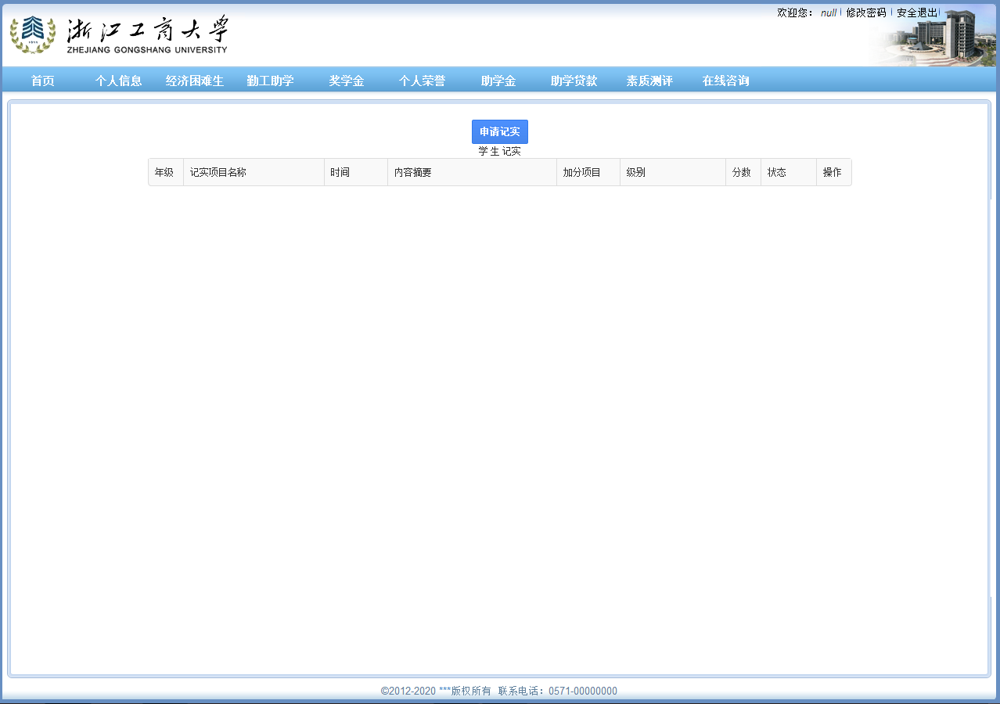 浙江工商大学
ZHEJIANG GONGSHANG UNIVERSITY
欢迎您： null 修改密码 安全退出
首页 个人信息 经济困难生 勤工助学 奖学金 个人荣誉 助学金 助学贷款 素质测评 在线咨询
申请记实
学生记实
年级 记实项目名称 时间 内容摘要 加分项目 级别 分数 状态 操作
©2012-2020 ***版权所有 联系电话：0571-00000000